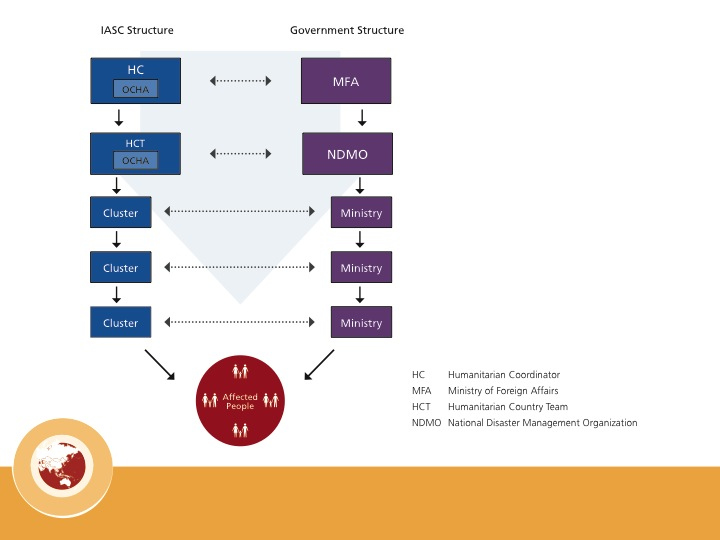 IASC Structure
Government Structure
HC
OCHA
MFA
HCT
OCHA
NDMO
Cluster
Ministry
Cluster
Ministry
Cluster
Ministry
Affected
People
HC Humanitarian Coordinator
MFA Ministry of Foreign Affairs
HCT Humanitarian Country Team
NDMO National Disaster Management Organization